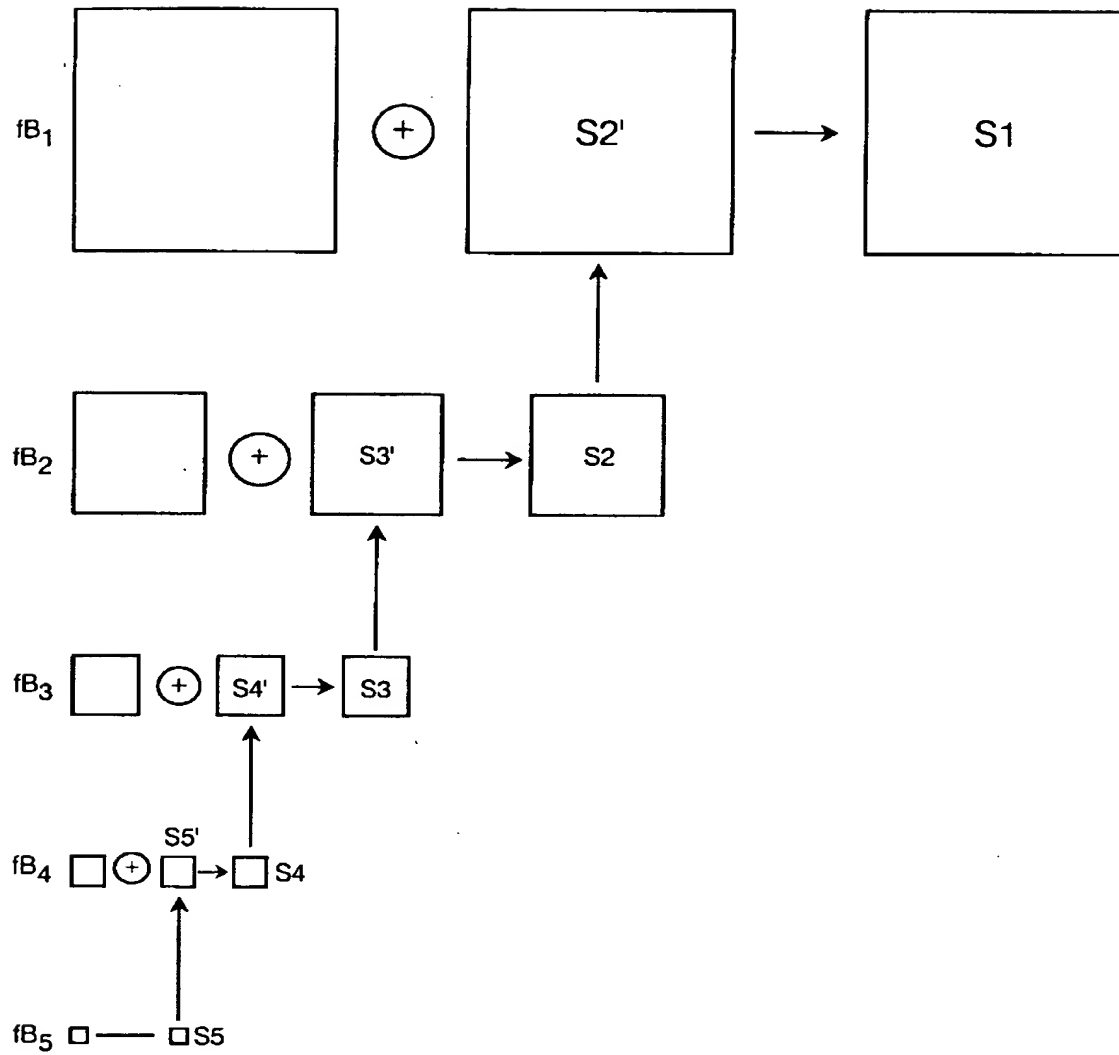 fB1 + S2' S1
fB2 + S3' S2
fB3 + S4' S3
S5'
fB4 + S4
fB5 S5